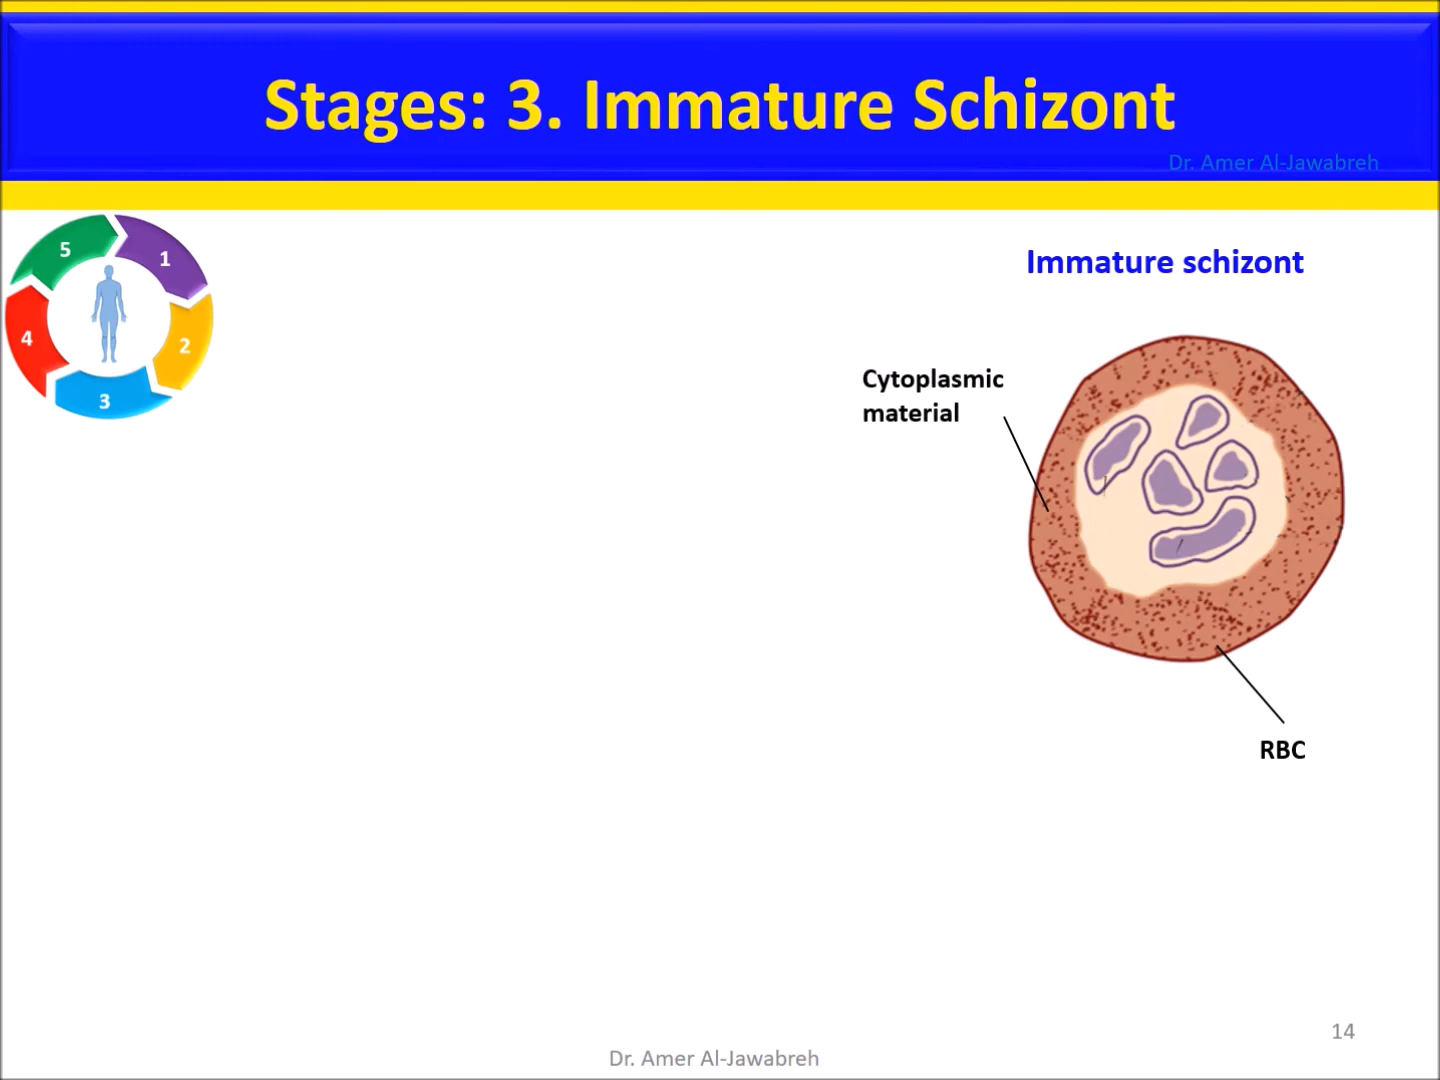 Stages: 3. Immature Schizont
Dr. Amer Al-Jawabreh
5
1
4
2
3
Immature schizont
Cytoplasmic
material
RBC
14
Dr. Amer Al-Jawabreh